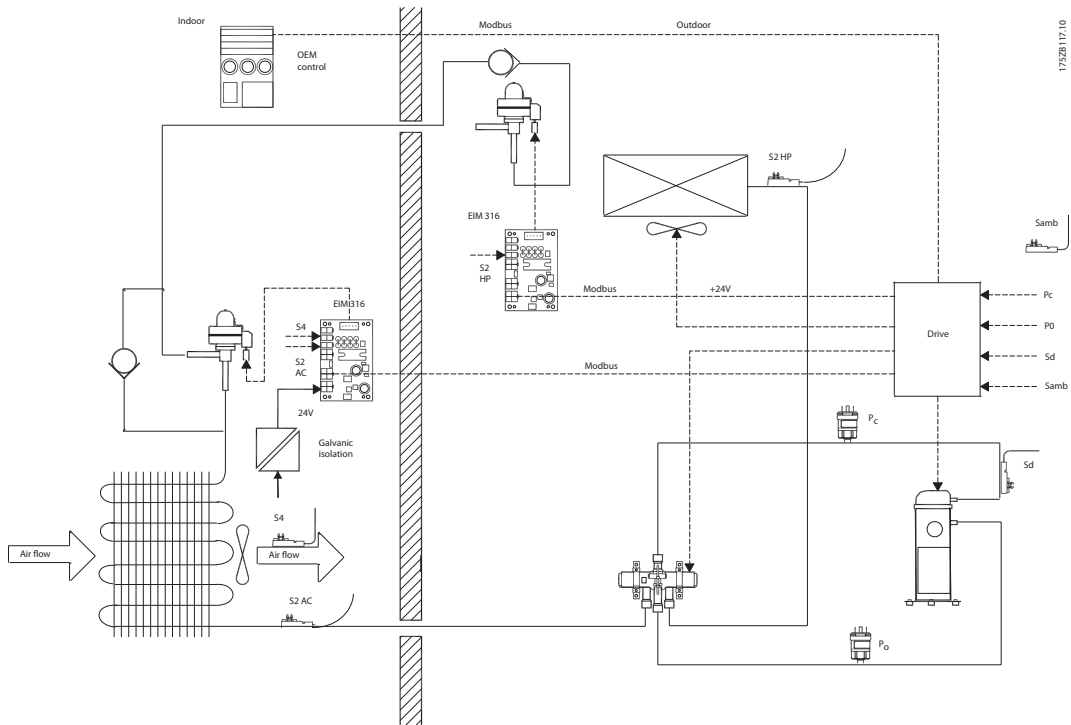 Indoor
Modbus
Outdoor
175ZB117.10
OEM
control
S2 HP
EIM 316
Samb
S2
HP
Modbus
+24V
Pc
EIM316
S4
P0
Drive
S2
AC
Modbus
Sd
Samb
24V
Pc
Galvanic
isolation
Sd
S4
Air flow
Air flow
S2 AC
Po